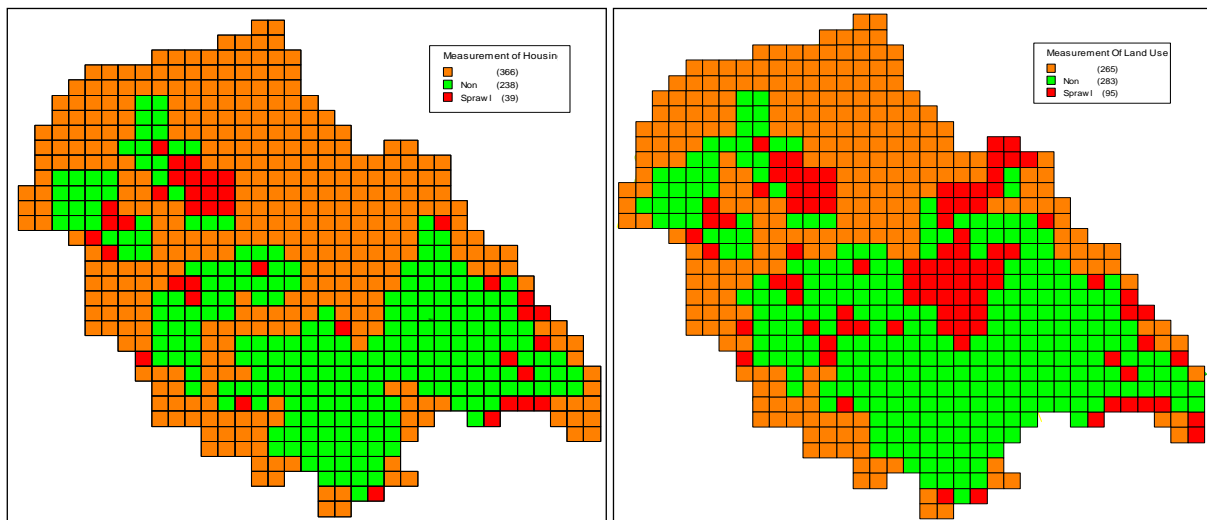 Measurement of Housin
(366)
Non (238)
Sprawl (39)
Measurement Of Land Use
(265)
Non (283)
Sprawl (95)